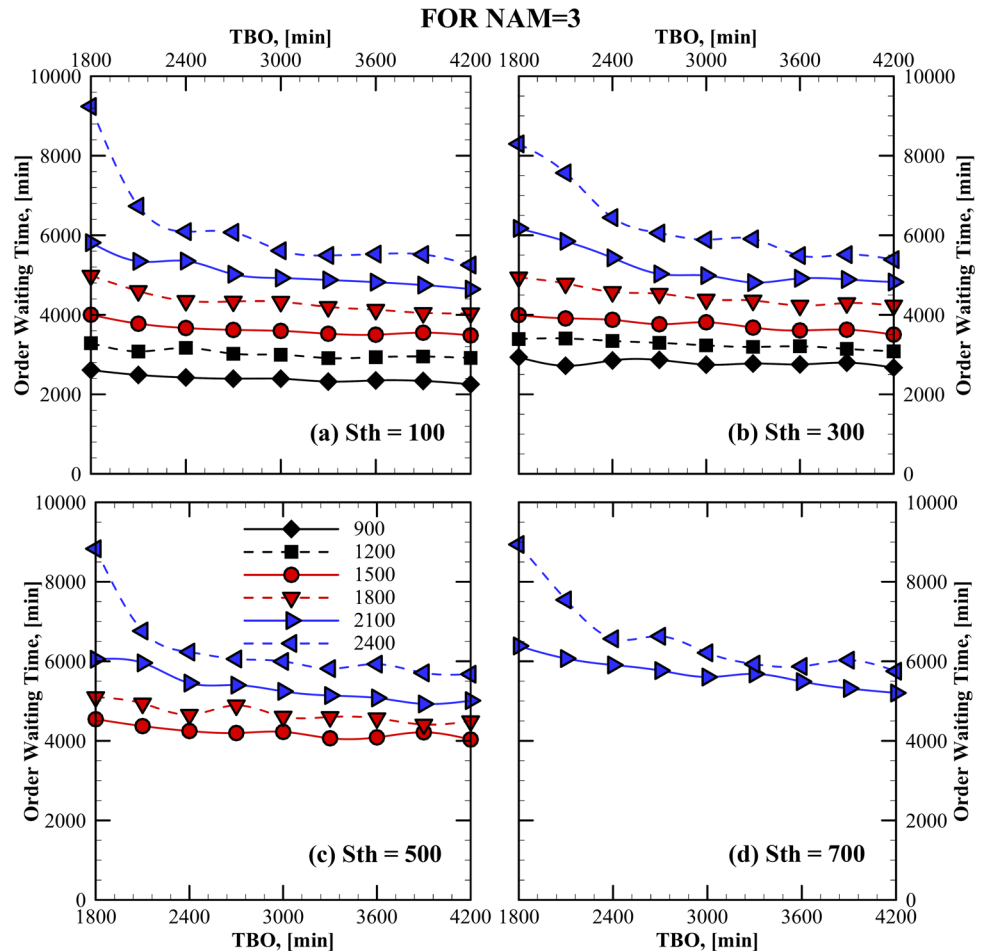 FOR NAM=3
TBO, [min]
TBO, [min]
1800 2400 3000 3600 4200
1800 2400 3000 3600 4200
10000
8000
6000
4000
2000
0
Order Waiting Time, [min]
(a) Sth = 100
10000
8000
6000
4000
2000
0
Order Waiting Time, [min]
(b) Sth = 300
10000
8000
6000
4000
2000
0
Order Waiting Time, [min]
900
1200
1500
1800
2100
2400
(c) Sth = 500
10000
8000
6000
4000
2000
0
Order Waiting Time, [min]
(d) Sth = 700
1800 2400 3000 3600 4200
1800 2400 3000 3600 4200
TBO, [min]
TBO, [min]